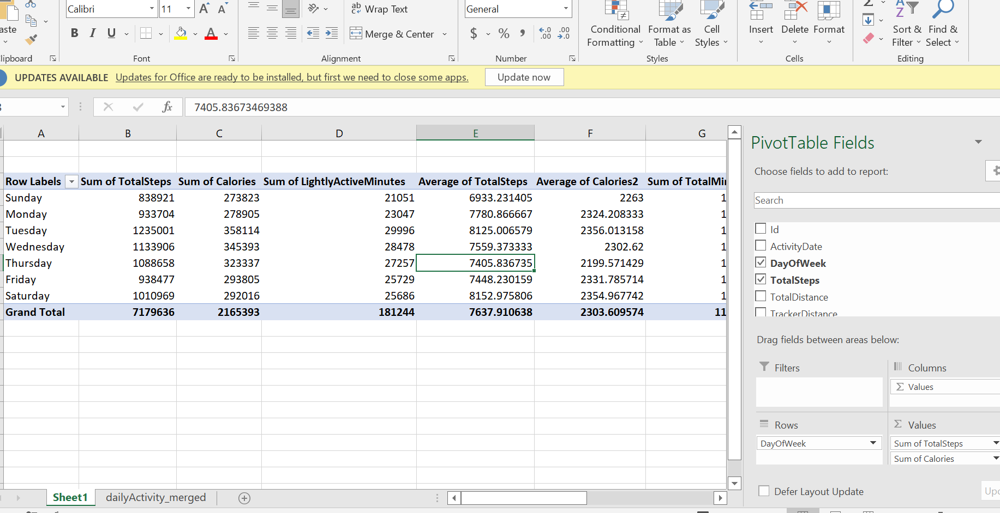 Calibri 11 A A ab Wrap Text General
aste B I U A Merge & Center $ % , Conditional Formatting Format as Table Cell Styles Insert Delete Format Sort & Filter Find & Select
lipboard Font Alignment Number Styles Cells Editing
UPDATES AVAILABLE Updates for Office are ready to be installed, but first we need to close some apps. Update now
fx 7405.83673469388
A B C D E F G
Row Labels Sum of TotalSteps Sum of Calories Sum of LightlyActiveMinutes Average of TotalSteps Average of Calories2 Sum of TotalMin
Sunday 838921 273823 21051 6933.231405 2263 1
Monday 933704 278905 23047 7780.866667 2324.208333 1
Tuesday 1235001 358114 29996 8125.006579 2356.013158 1
Wednesday 1133906 345393 28478 7559.373333 2302.62 1
Thursday 1088658 323337 27257 7405.836735 2199.571429 1
Friday 938477 293805 25729 7448.230159 2331.785714 1
Saturday 1010969 292016 25686 8152.975806 2354.967742 1
Grand Total 7179636 2165393 181244 7637.910638 2303.609574 11
PivotTable Fields
Choose fields to add to report:
Search
Id
ActivityDate
DayOfWeek
TotalSteps
TotalDistance
TrackerDistance
Drag fields between areas below:
Filters Columns
Σ Values
Rows Σ Values
DayOfWeek Sum of TotalSteps
Sum of Calories
Defer Layout Update Upd
Sheet1 dailyActivity_merged